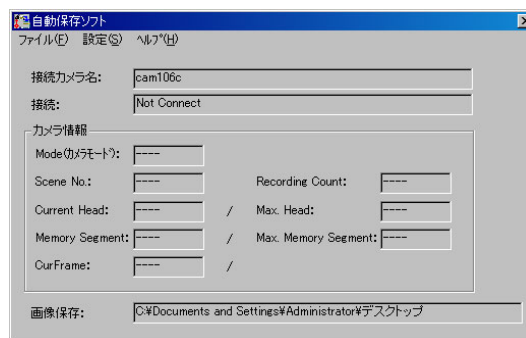 自動保存ソフト
ファイル(F) 設定(S) ﾍﾙﾌﾟ(H)
接続カメラ名: cam106c
接続: Not Connect
カメラ情報
Mode(ｶﾒﾗﾓｰﾄﾞ): ----
Scene No.: ---- Recording Count: ----
Current Head: ---- / Max. Head: ----
Memory Segment: ---- / Max. Memory Segment: ----
CurFrame: ---- /
画像保存: C:¥Documents and Settings¥Administrator¥デスクトップ